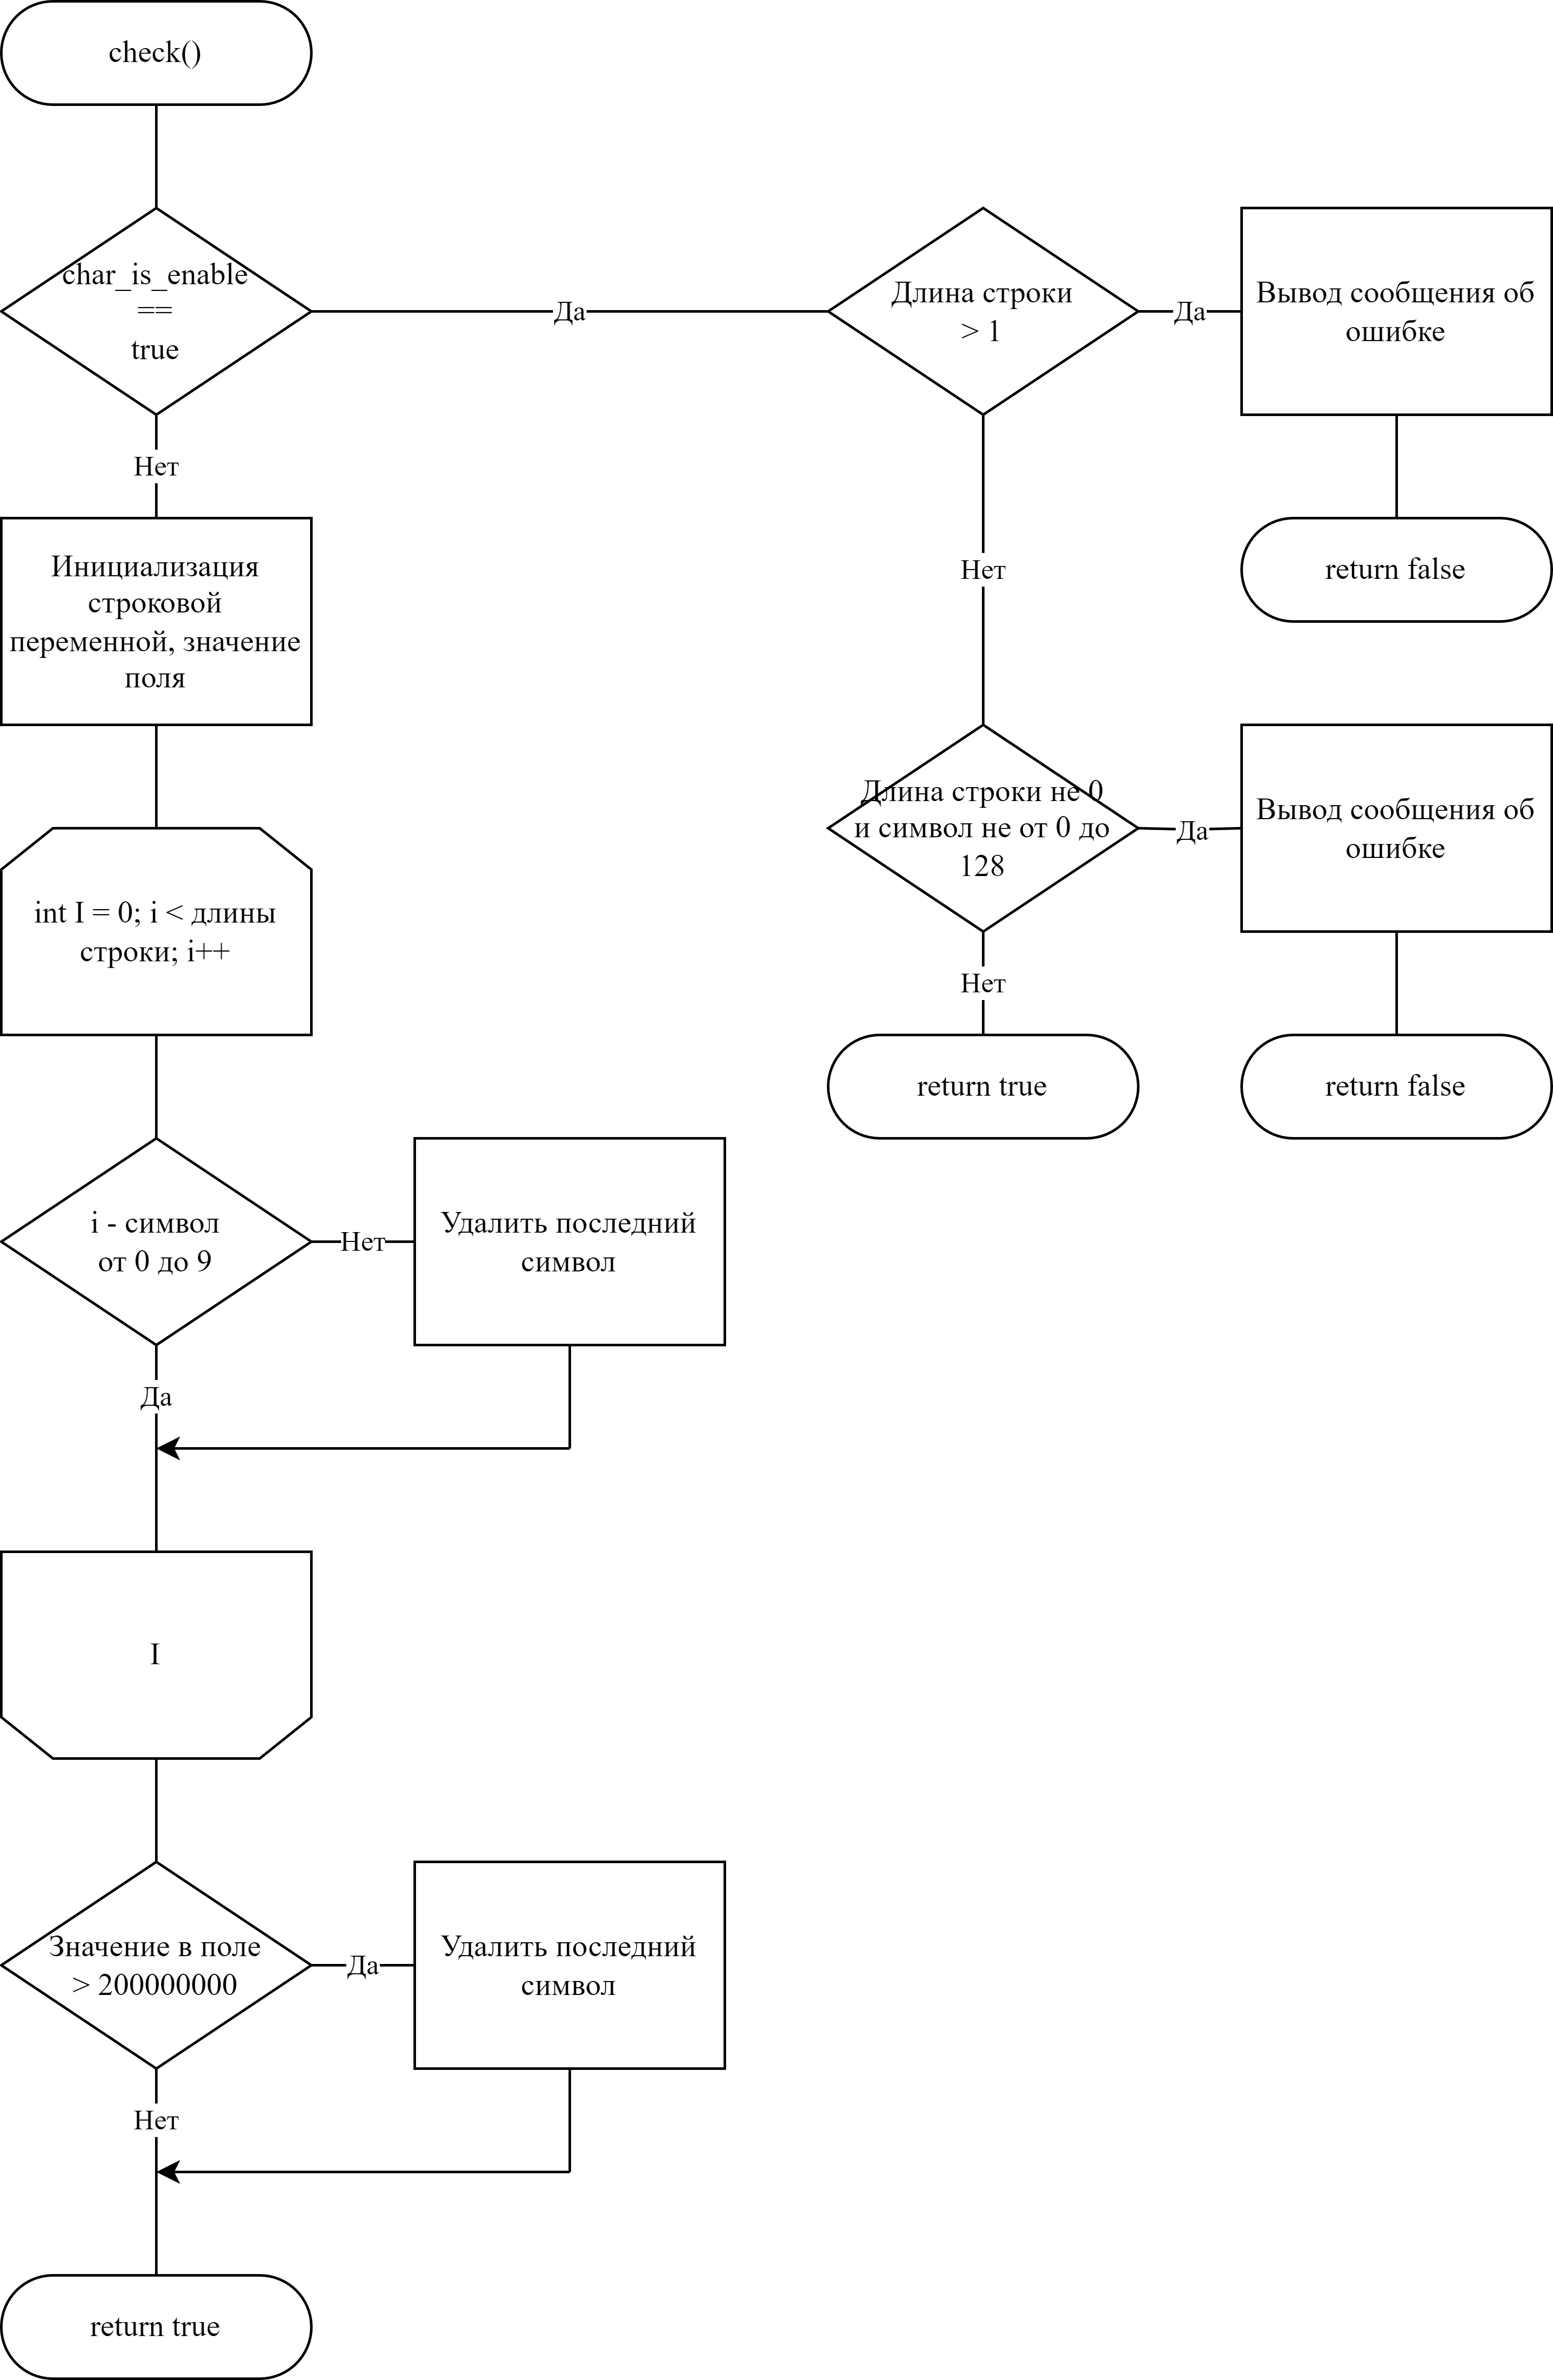 check()
char_is_enable
==
true
Да
Длина строки
> 1
Да
Вывод сообщения об
ошибке
Нет
return false
Нет
Инициализация
строковой
переменной, значение
поля
Длина строки не 0
и символ не от 0 до
128
Да
Вывод сообщения об
ошибке
int I = 0; i < длины
строки; i++
Нет
return true
return false
i - символ
от 0 до 9
Нет
Удалить последний
символ
Да
I
Значение в поле
> 200000000
Да
Удалить последний
символ
Нет
return true